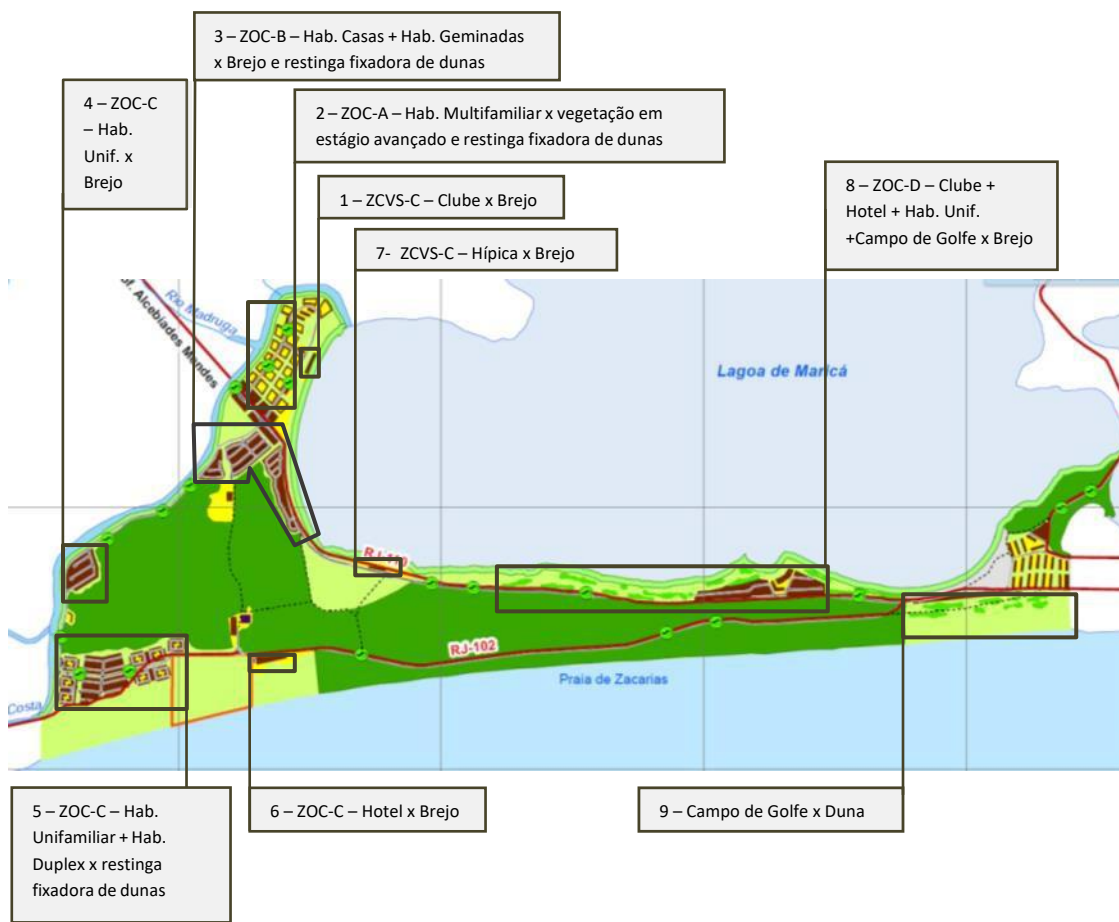 3 – ZOC-B – Hab. Casas + Hab. Geminadas
x Brejo e restinga fixadora de dunas
4 – ZOC-C
– Hab.
Unif. x
Brejo
2 – ZOC-A – Hab. Multifamiliar x vegetação em
estágio avançado e restinga fixadora de dunas
1 – ZCVS-C – Clube x Brejo
8 – ZOC-D – Clube +
Hotel + Hab. Unif.
+Campo de Golfe x Brejo
7- ZCVS-C – Hípica x Brejo
Rio Madruga
Alcebiades Mendes
Lagoa de Maricá
RJ-102
Praia de Zacarias
Costa
5 – ZOC-C – Hab.
Unifamiliar + Hab.
Duplex x restinga
fixadora de dunas
6 – ZOC-C – Hotel x Brejo
9 – Campo de Golfe x Duna